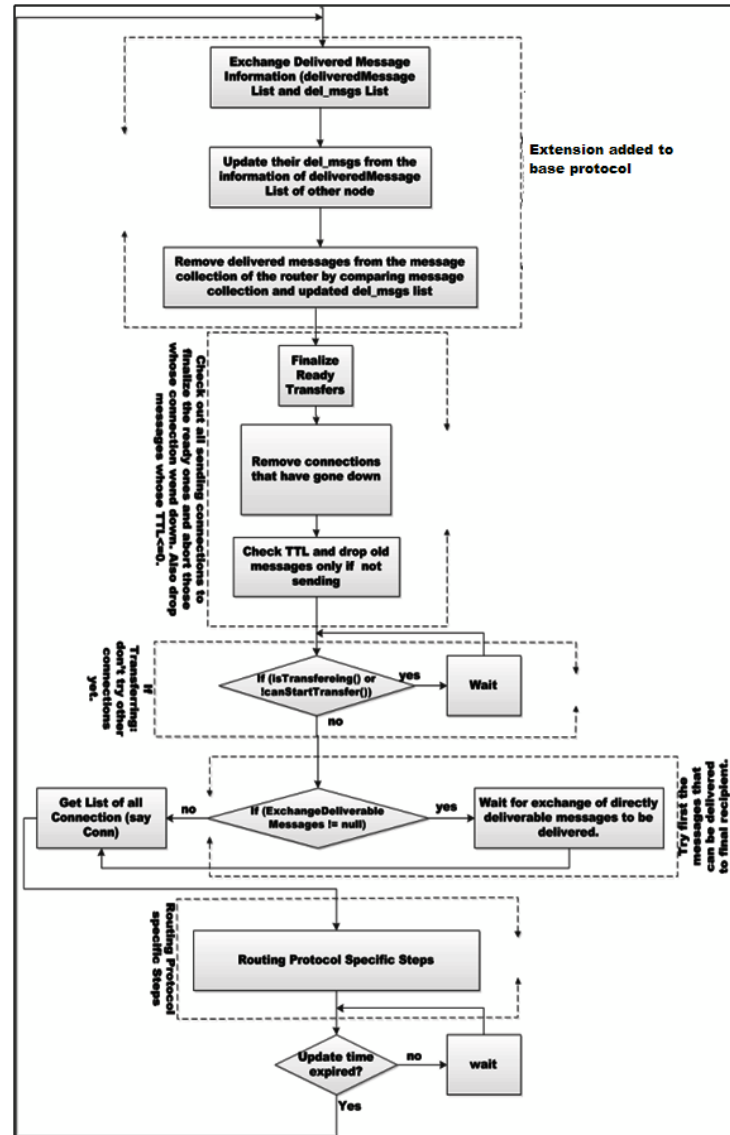 Exchange Delivered Message
Information (deliveredMessage
List and del_msgs List
Extension added to
base protocol
Update their del_msgs from the
information of deliveredMessage
List of other node
Remove delivered messages from the message
collection of the router by comparing message
collection and updated del_msgs list
Check out all sending connections to
finalize the ready ones and abort those
whose connection wend down. Also drop
messages whose TTL<=0.
Finalize
Ready
Transfers
Remove connections
that have gone down
Check TTL and drop old
messages only if not
sending
If
Transferring:
don't try other
connections
yet.
If (isTransfereing() or
!canStartTransfer())
yes
Wait
no
Get List of all
Connection (say
Conn)
no
If (ExchangeDeliverable
Messages != null)
yes
Wait for exchange of directly
deliverable messages to be
delivered.
Try first the
messages that
can be delivered
to final recipient.
Routing Protocol
specific Steps
Routing Protocol Specific Steps
Update time
expired?
no
wait
Yes